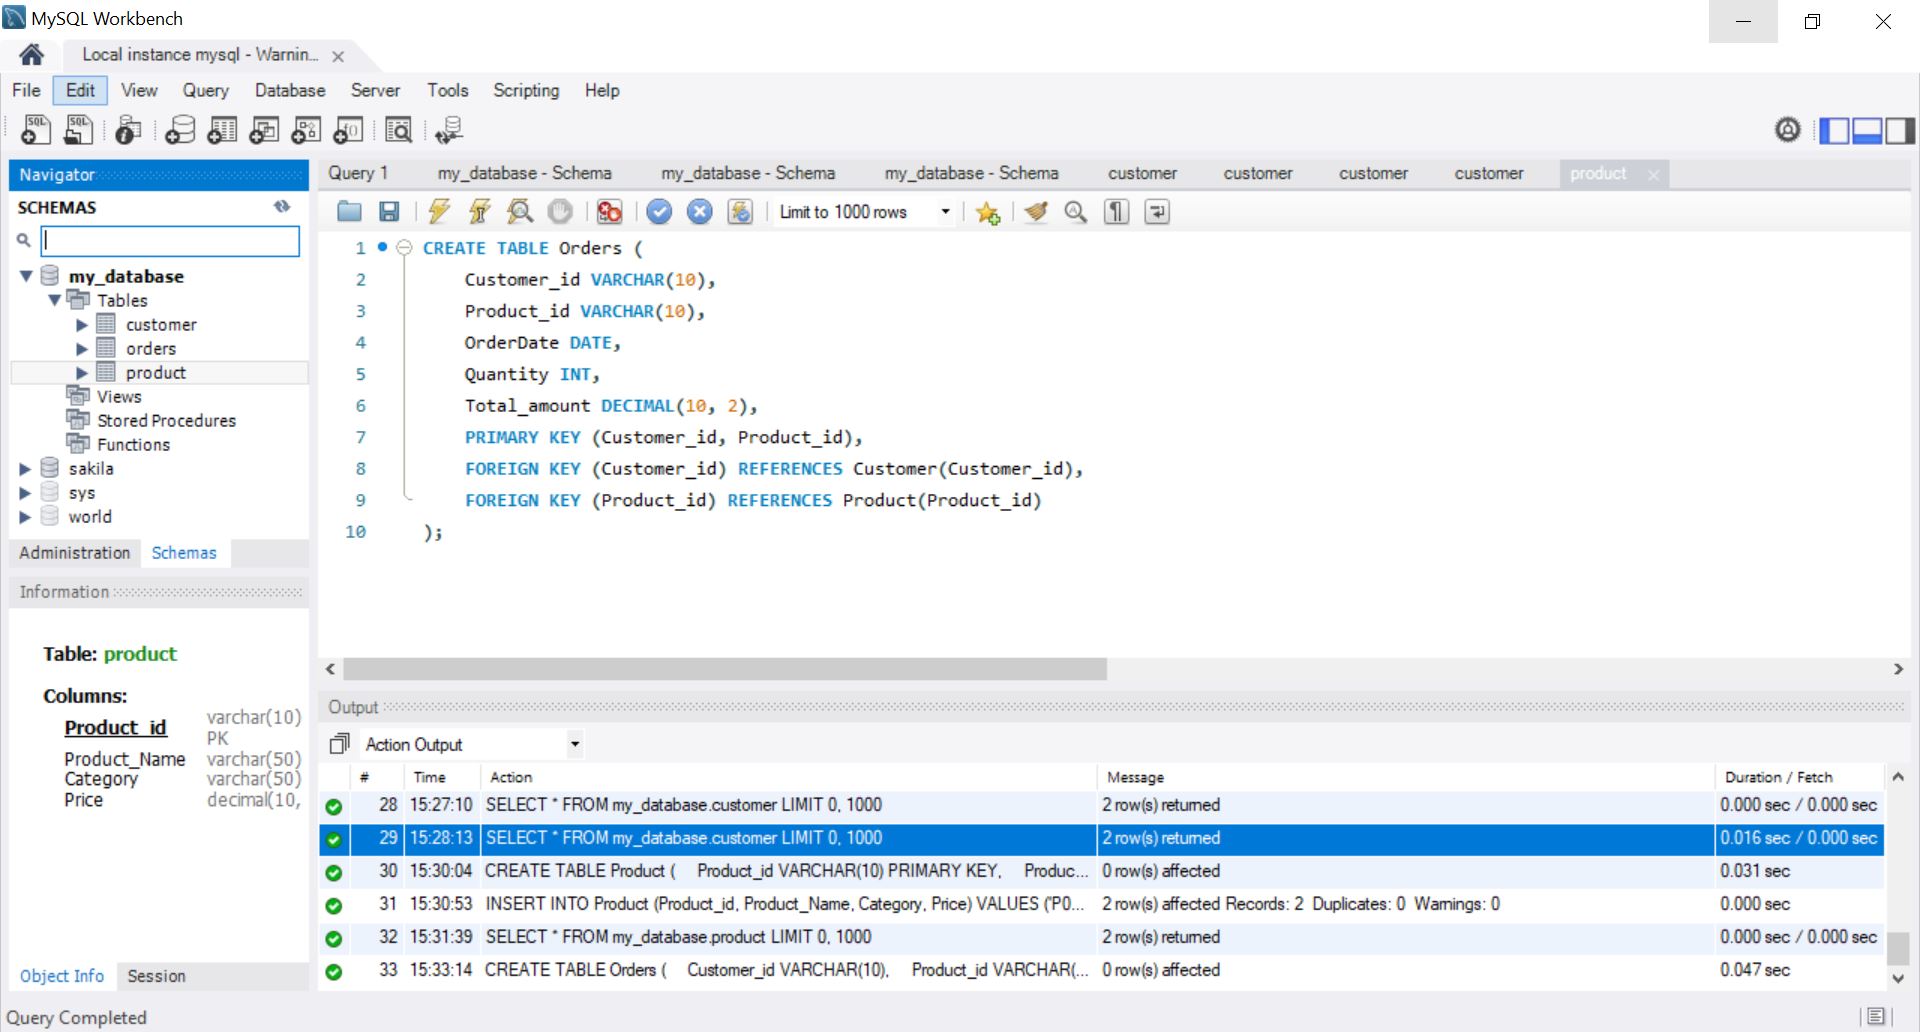 MySQL Workbench
Local instance mysql - Warnin...
File Edit View Query Database Server Tools Scripting Help
Navigator
SCHEMAS
my_database
Tables
customer
orders
product
Views
Stored Procedures
Functions
sakila
sys
world
Administration Schemas
Information
Table: product
Columns:
Product_id varchar(10)
PK
Product_Name varchar(50)
Category varchar(50)
Price decimal(10,
Object Info Session
Query 1 my_database - Schema my_database - Schema my_database - Schema customer customer customer customer product
Limit to 1000 rows
1 CREATE TABLE Orders (
2 Customer_id VARCHAR(10),
3 Product_id VARCHAR(10),
4 OrderDate DATE,
5 Quantity INT,
6 Total_amount DECIMAL(10, 2),
7 PRIMARY KEY (Customer_id, Product_id),
8 FOREIGN KEY (Customer_id) REFERENCES Customer(Customer_id),
9 FOREIGN KEY (Product_id) REFERENCES Product(Product_id)
10 );
Output
Action Output
# Time Action Message Duration / Fetch
28 15:27:10 SELECT * FROM my_database.customer LIMIT 0, 1000 2 row(s) returned 0.000 sec / 0.000 sec
29 15:28:13 SELECT * FROM my_database.customer LIMIT 0, 1000 2 row(s) returned 0.016 sec / 0.000 sec
30 15:30:04 CREATE TABLE Product ( Product_id VARCHAR(10) PRIMARY KEY, Produc... 0 row(s) affected 0.031 sec
31 15:30:53 INSERT INTO Product (Product_id, Product_Name, Category, Price) VALUES ('P0... 2 row(s) affected Records: 2 Duplicates: 0 Warnings: 0 0.000 sec
32 15:31:39 SELECT * FROM my_database.product LIMIT 0, 1000 2 row(s) returned 0.000 sec / 0.000 sec
33 15:33:14 CREATE TABLE Orders ( Customer_id VARCHAR(10), Product_id VARCHAR(... 0 row(s) affected 0.047 sec
Query Completed